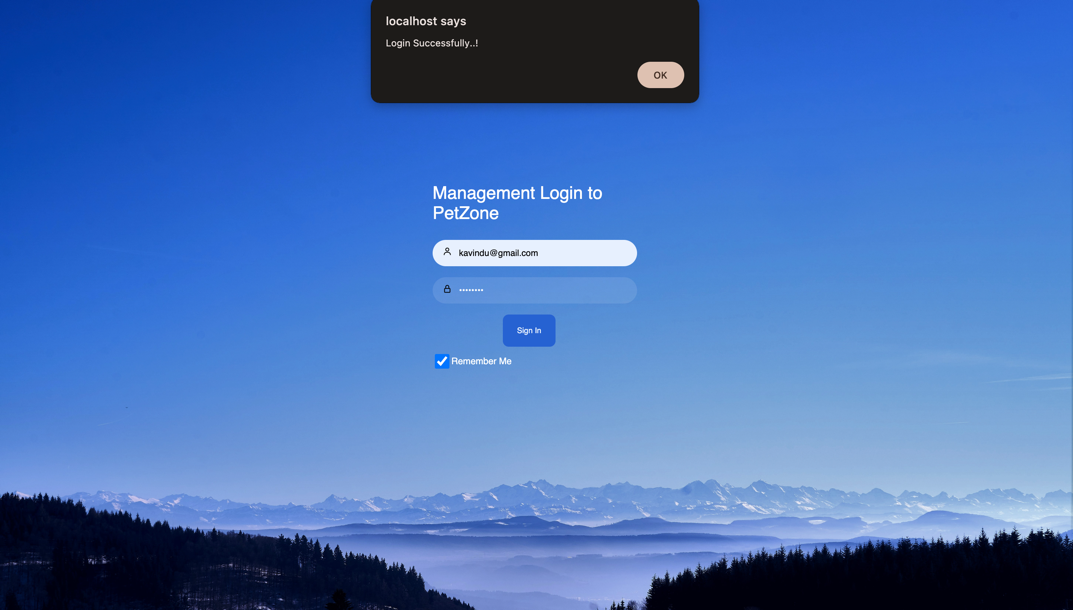 localhost says
Login Successfully..!
OK
Management Login to
PetZone
kavindu@gmail.com
••••••••
Sign In
Remember Me